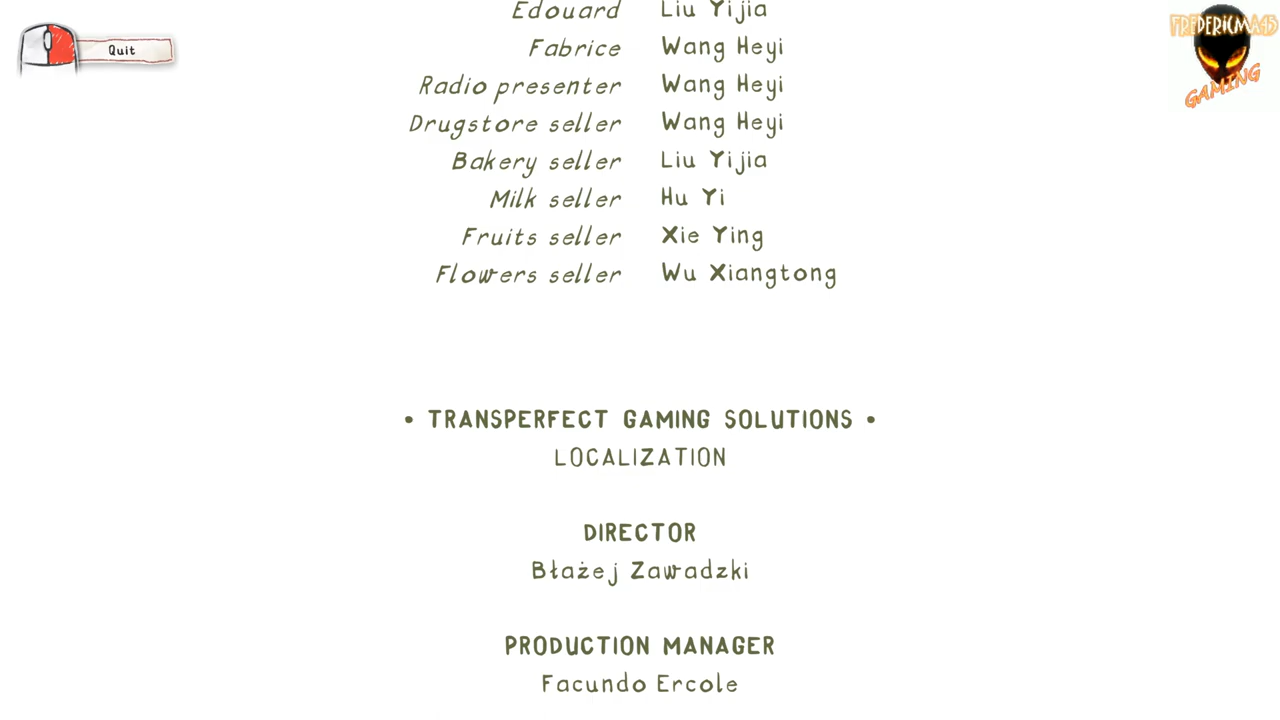 Edouard Liu Yijia
Quit
FREDERICMA45
GAMING
Fabrice Wang Heyi
Radio presenter Wang Heyi
Drugstore seller Wang Heyi
Bakery seller Liu Yijia
Milk seller Hu Yi
Fruits seller Xie Ying
Flowers seller Wu Xiangtong
• TRANSPERFECT GAMING SOLUTIONS •
LOCALIZATION
DIRECTOR
Błażej Zawadzki
PRODUCTION MANAGER
Facundo Ercole